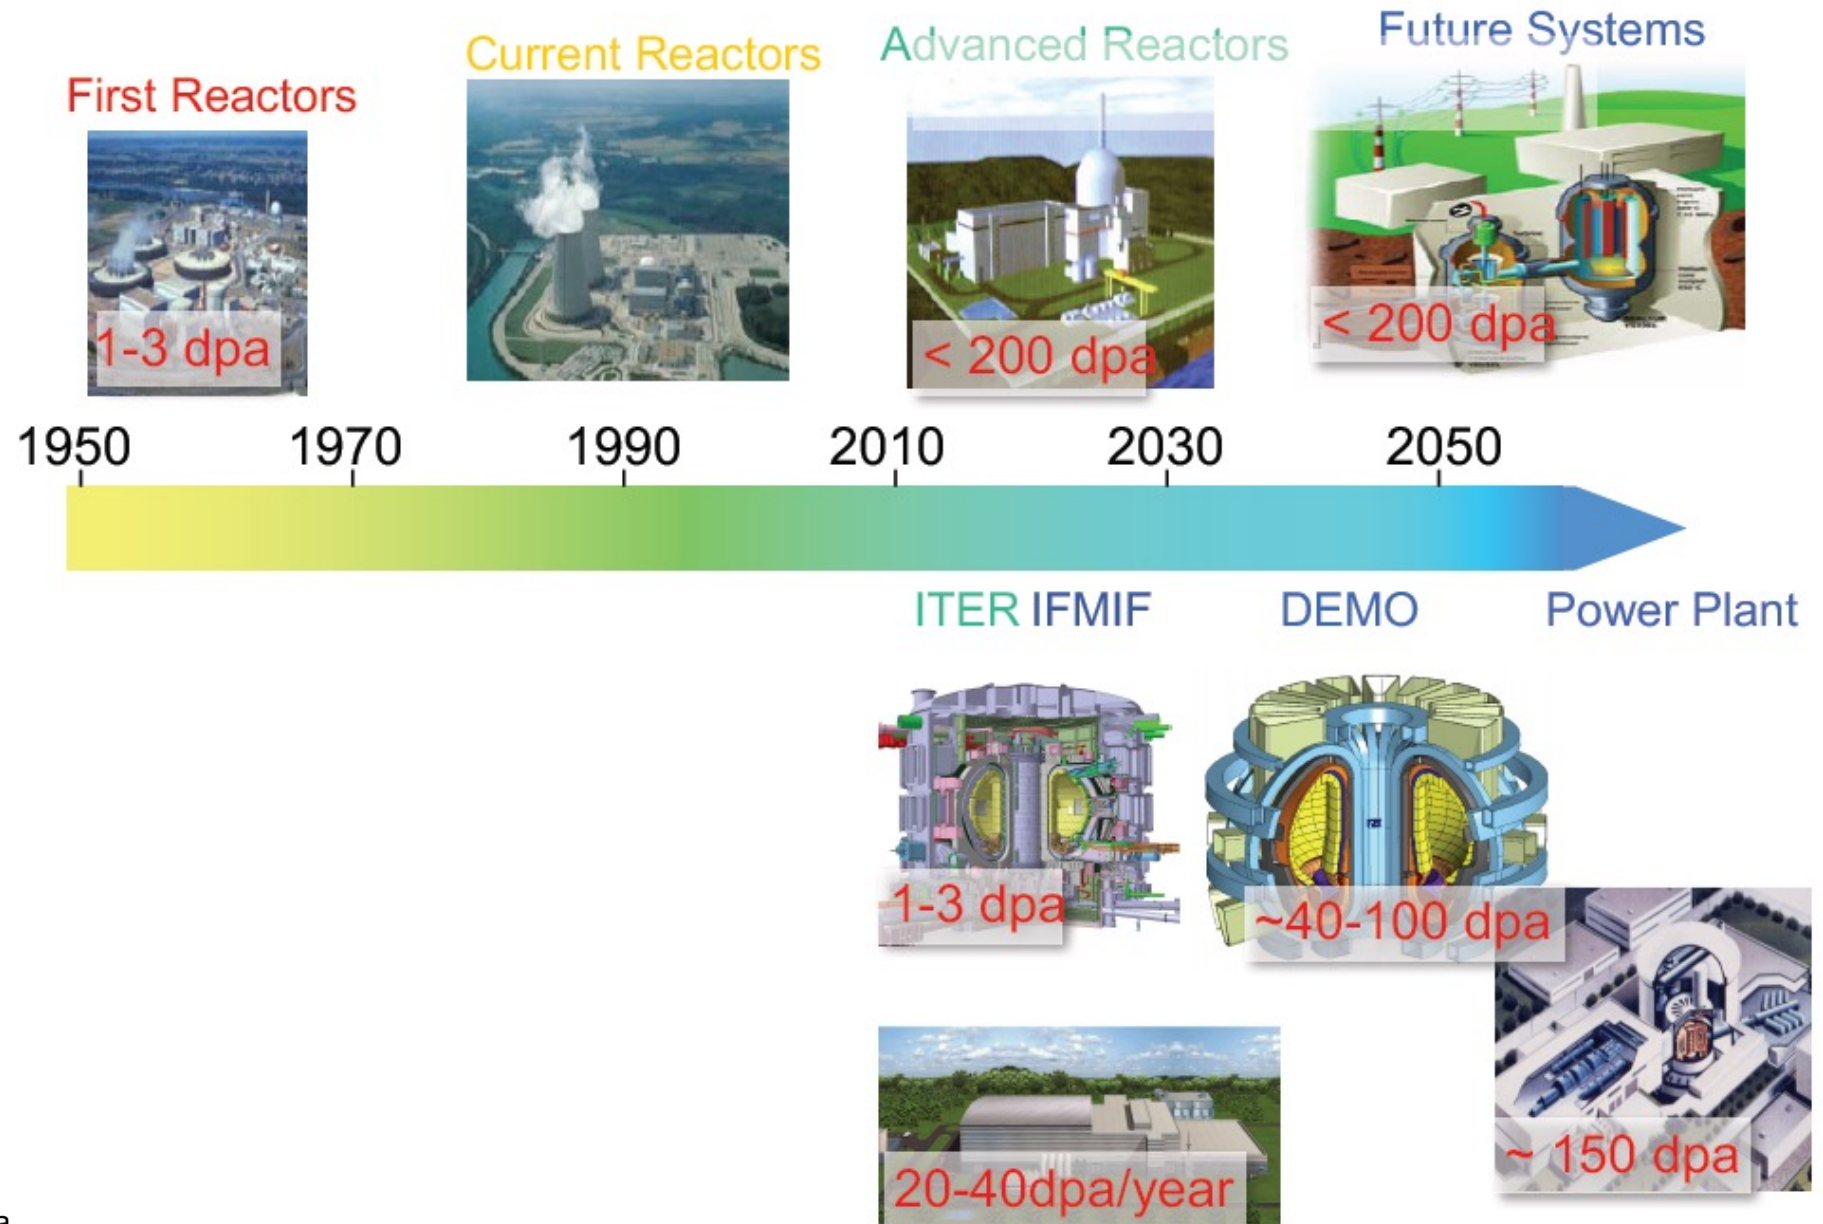 First Reactors
Current Reactors
Advanced Reactors
Future Systems
1-3 dpa
< 200 dpa
< 200 dpa
1950 1970 1990 2010 2030 2050
ITER IFMIF DEMO Power Plant
1-3 dpa
~40-100 dpa
~ 150 dpa
20-40dpa/year
a